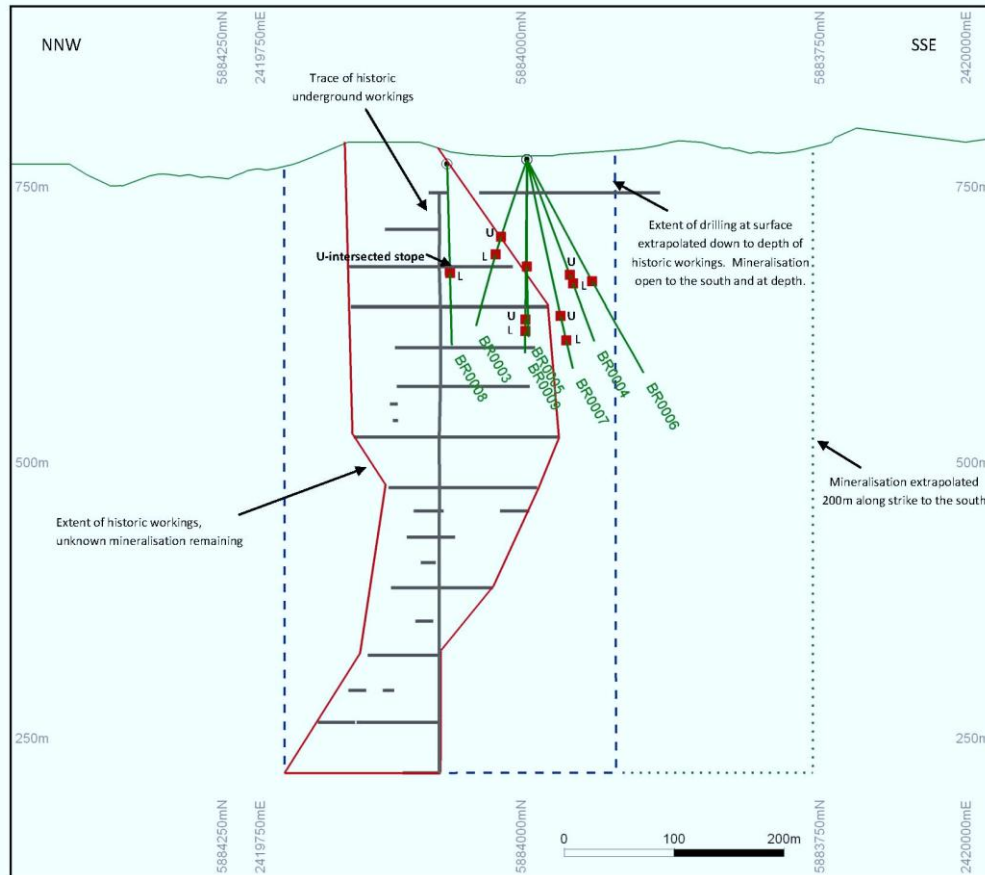 NNW
5884250mN
2419750mE
5884000mN
5883750mN
2420000mE
SSE
Trace of historic
underground workings
750m
750m
Extent of drilling at surface
extrapolated down to depth of
historic workings. Mineralisation
open to the south and at depth.
U-intersected stope
L
U
L
U
L
U
L
U
L
BR0008
BR0003
BR0005
BR0009
BR0007
BR0004
BR0006
500m
500m
Extent of historic workings,
unknown mineralisation remaining
Mineralisation extrapolated
200m along strike to the south
250m
250m
5884250mN
2419750mE
5884000mN
5883750mN
2420000mE
0
100
200m